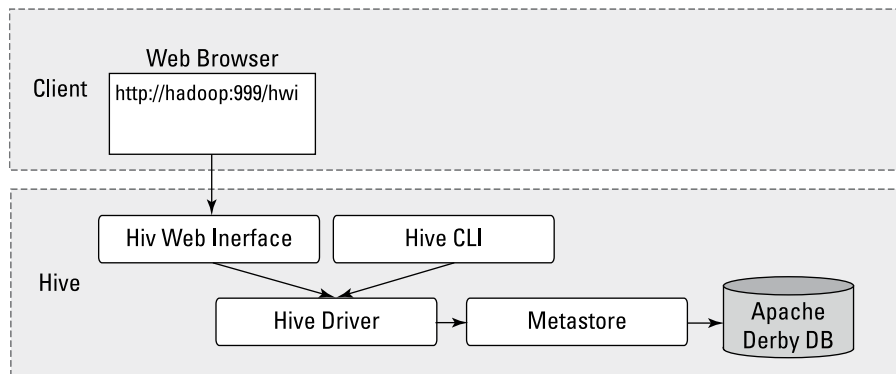 Web Browser
Client
http://hadoop:999/hwi
Hiv Web Inerface
Hive CLI
Hive
Hive Driver
Metastore
Apache
Derby DB